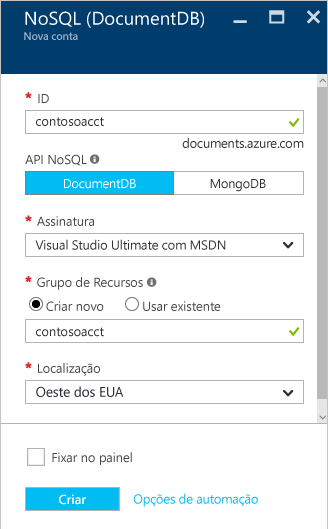 NoSQL (DocumentDB)
Nova conta
* ID
contosoacct
documents.azure.com
API NoSQL
DocumentDB MongoDB
* Assinatura
Visual Studio Ultimate com MSDN
* Grupo de Recursos
Criar novo Usar existente
contosoacct
* Localização
Oeste dos EUA
Fixar no painel
Criar Opções de automação